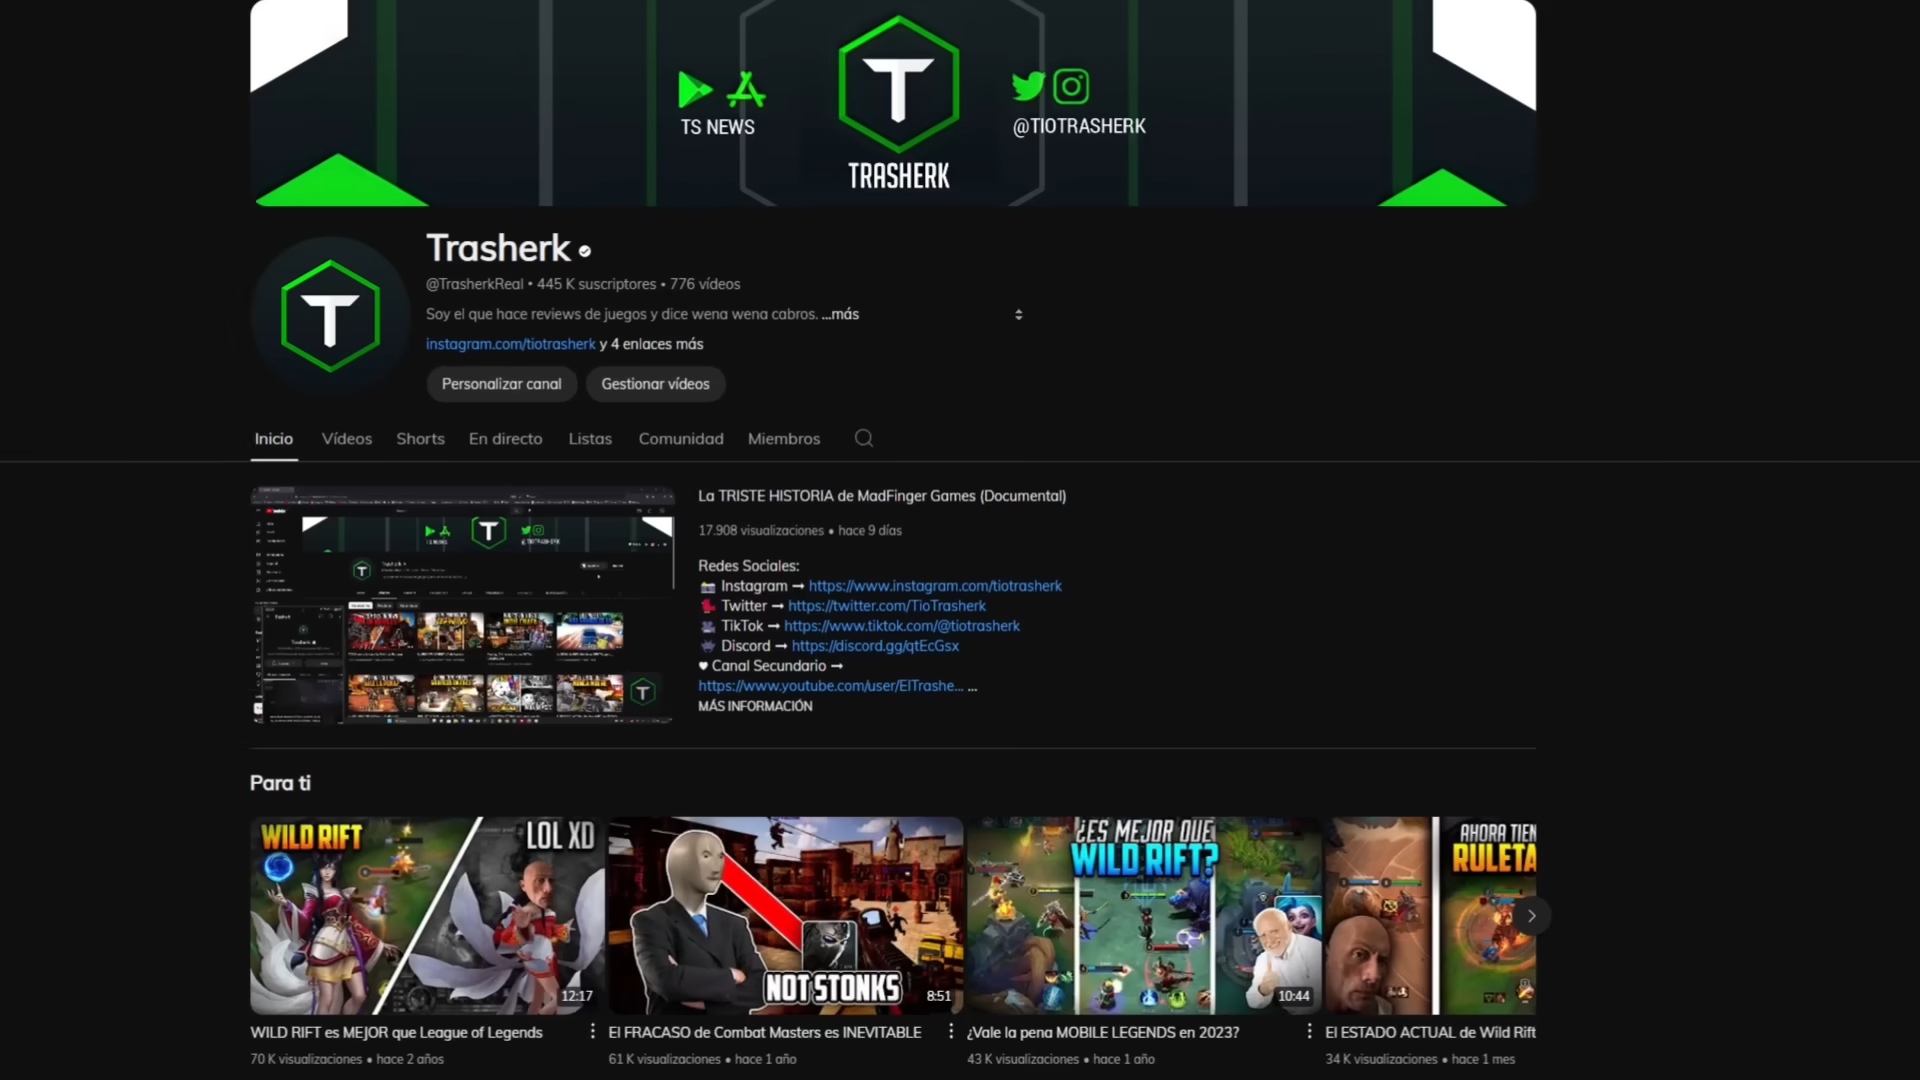 TS NEWS
T
TRASHERK
@TIOTRASHERK
T
Trasherk
@TrasherkReal • 445 K suscriptores • 776 vídeos
Soy el que hace reviews de juegos y dice wena wena cabros. ...más
instagram.com/tiotrasherk y 4 enlaces más
Personalizar canal
Gestionar vídeos
Inicio
Vídeos
Shorts
En directo
Listas
Comunidad
Miembros
La TRISTE HISTORIA de MadFinger Games (Documental)
17.908 visualizaciones • hace 9 días
Redes Sociales:
Instagram ➞ https://www.instagram.com/tiotrasherk
Twitter ➞ https://twitter.com/TioTrasherk
TikTok ➞ https://www.tiktok.com/@tiotrasherk
Discord ➞ https://discord.gg/qtEcGsx
♥ Canal Secundario ➞
https://www.youtube.com/user/ElTrashe... ...
MÁS INFORMACIÓN
Para ti
WILD RIFT
LOL XD
12:17
NOT STONKS
8:51
¿ES MEJOR QUE
WILD RIFT?
10:44
AHORA TIEN
RULETA
WILD RIFT es MEJOR que League of Legends
70 K visualizaciones • hace 2 años
El FRACASO de Combat Masters es INEVITABLE
61 K visualizaciones • hace 1 año
¿Vale la pena MOBILE LEGENDS en 2023?
43 K visualizaciones • hace 1 año
El ESTADO ACTUAL de Wild Rift
34 K visualizaciones • hace 1 mes